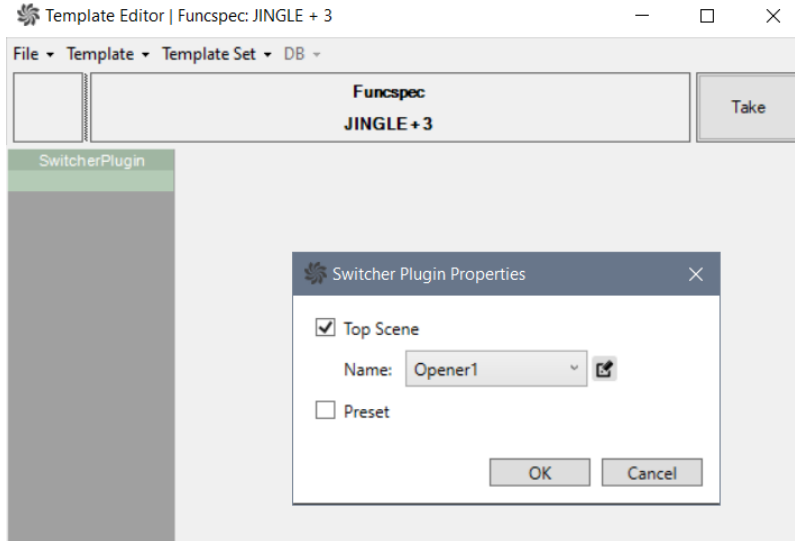 Template Editor | Funcspec: JINGLE + 3
File Template Template Set DB
Funcspec
JINGLE + 3
Take
SwitcherPlugin
Switcher Plugin Properties
Top Scene
Name: Opener1
Preset
OK Cancel